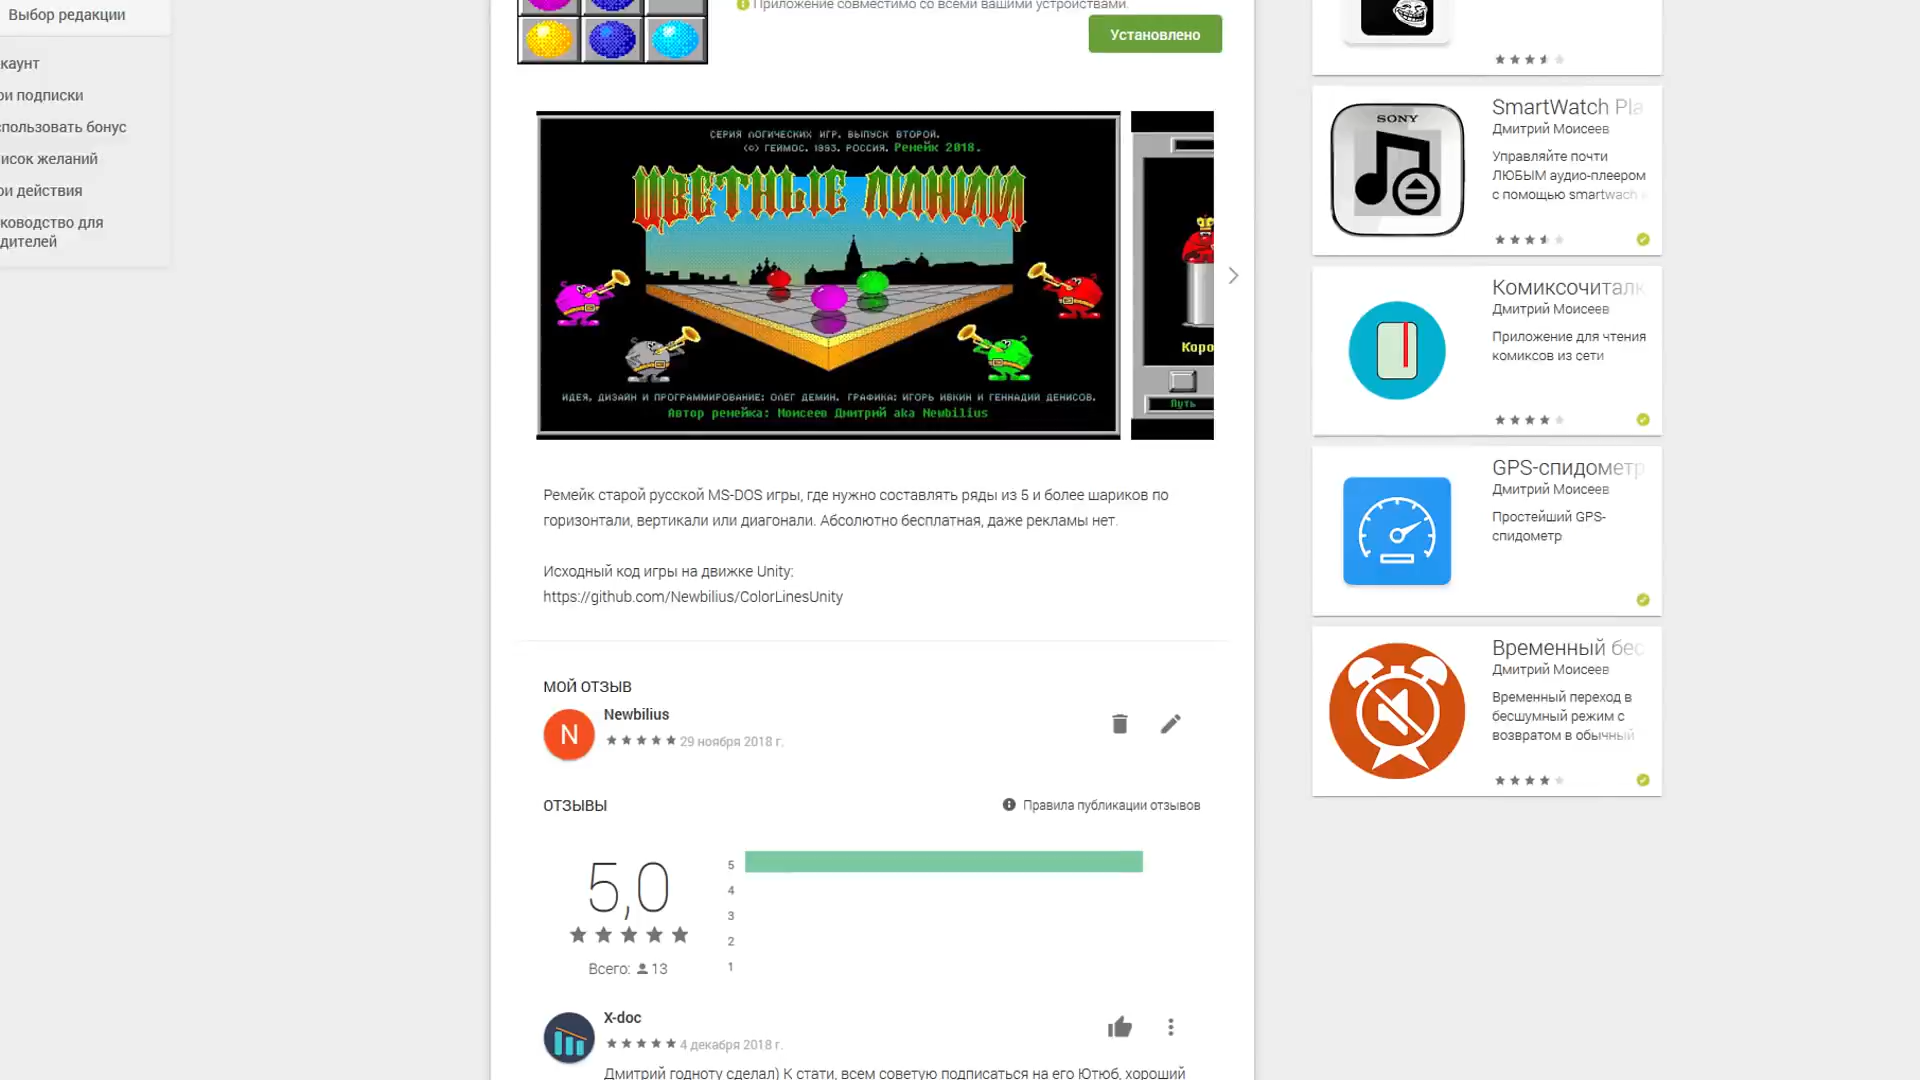 Выбор редакции
каунт
ои подписки
спользовать бонус
исок желаний
ои действия
ководство для
дителей
Приложение совместимо со всеми вашими устройствами.
Установлено
СЕРИЯ ЛОГИЧЕСКИХ ИГР. ВЫПУСК ВТОРОЙ.
(C) ГЕЙМОС. 1993. РОССИЯ. Ремейк 2018.
ЦВЕТНЫЕ ЛИНИИ
ИДЕЯ, ДИЗАЙН И ПРОГРАММИРОВАНИЕ: ОЛЕГ ДЕМИН. ГРАФИКА: ИГОРЬ ИВКИН И ГЕННАДИЙ ДЕНИСОВ.
Автор ремейка: Моисеев Дмитрий aka Newbilius
Коро
Путь
Ремейк старой русской MS-DOS игры, где нужно составлять ряды из 5 и более шариков по
горизонтали, вертикали или диагонали. Абсолютно бесплатная, даже рекламы нет.
Исходный код игры на движке Unity:
https://github.com/Newbilius/ColorLinesUnity
МОЙ ОТЗЫВ
N
Newbilius
29 ноября 2018 г.
ОТЗЫВЫ
Правила публикации отзывов
5,0
Всего: 13
5
4
3
2
1
X-doc
4 декабря 2018 г.
Дмитрий годноту сделал) К стати, всем советую подписаться на его Ютюб, хороший
SONY
SmartWatch Pla
Дмитрий Моисеев
Управляйте почти
ЛЮБЫМ аудио-плеером
с помощью smartwach
Комиксочиталк
Дмитрий Моисеев
Приложение для чтения
комиксов из сети
GPS-спидометр
Дмитрий Моисеев
Простейший GPS-
спидометр
Временный бес
Дмитрий Моисеев
Временный переход в
бесшумный режим с
возвратом в обычный